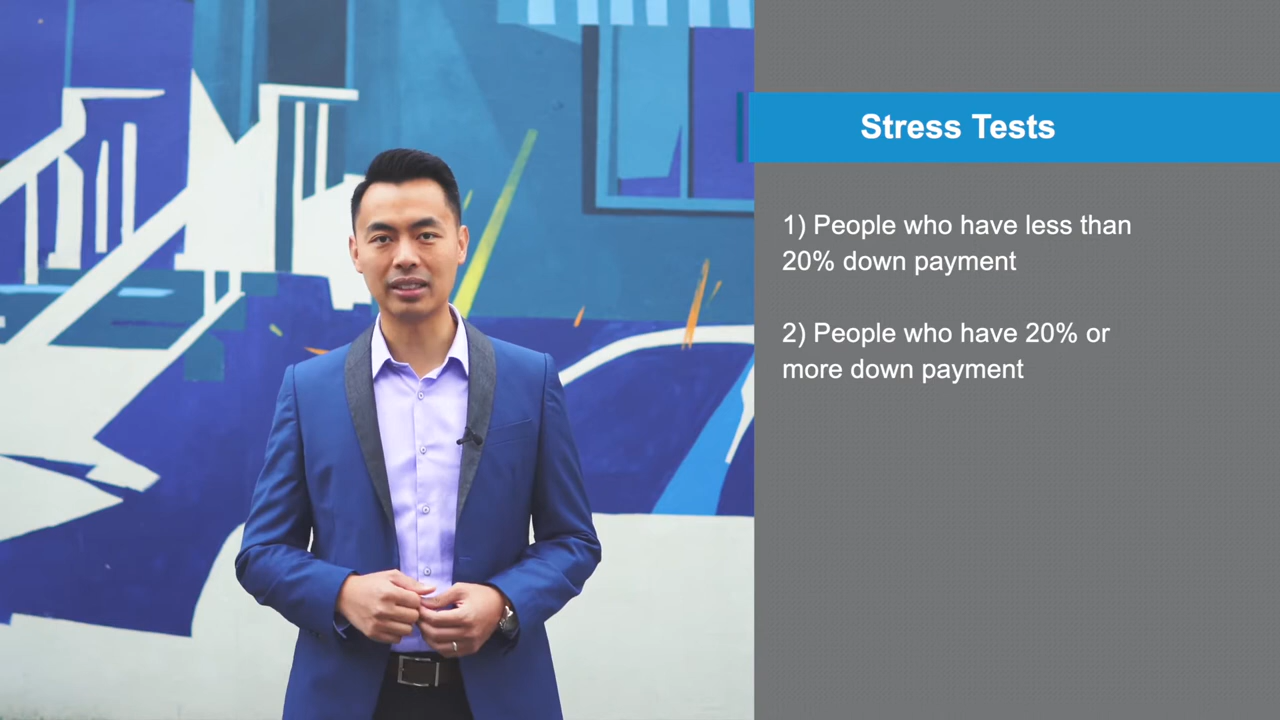 Stress Tests
1) People who have less than
20% down payment
2) People who have 20% or
more down payment